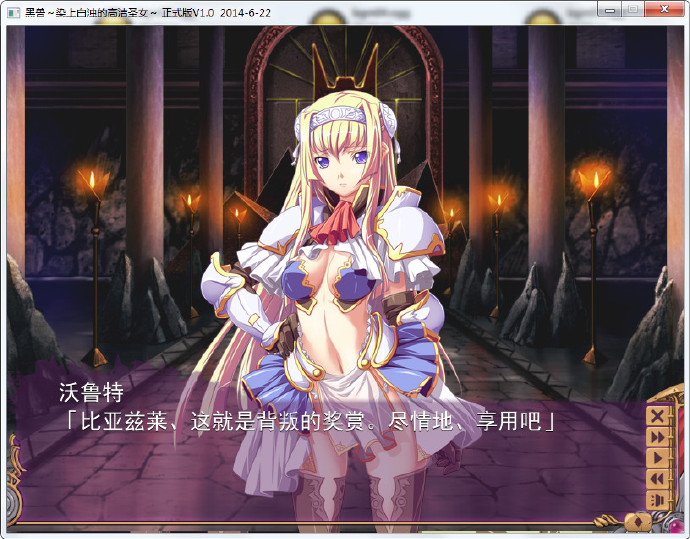 黑兽～染上白浊的高洁圣女～ 正式版V1.0 2014-6-22
沃鲁特
「比亚兹莱、这就是背叛的奖赏。尽情地、享用吧」